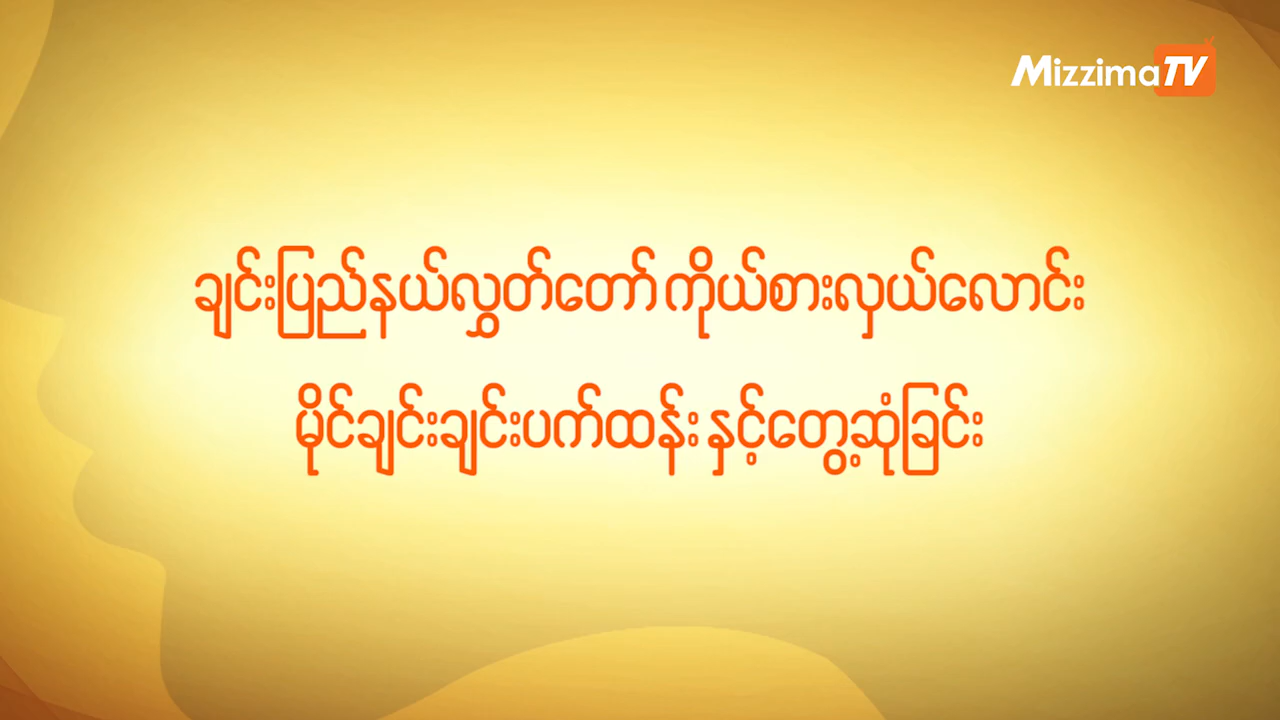 MizzimaTV
ချင်းပြည်နယ်လွှတ်တော် ကိုယ်စားလှယ်လောင်း
မိုင်ချင်းချင်းပက်ထန်း နှင့်တွေ့ဆုံခြင်း